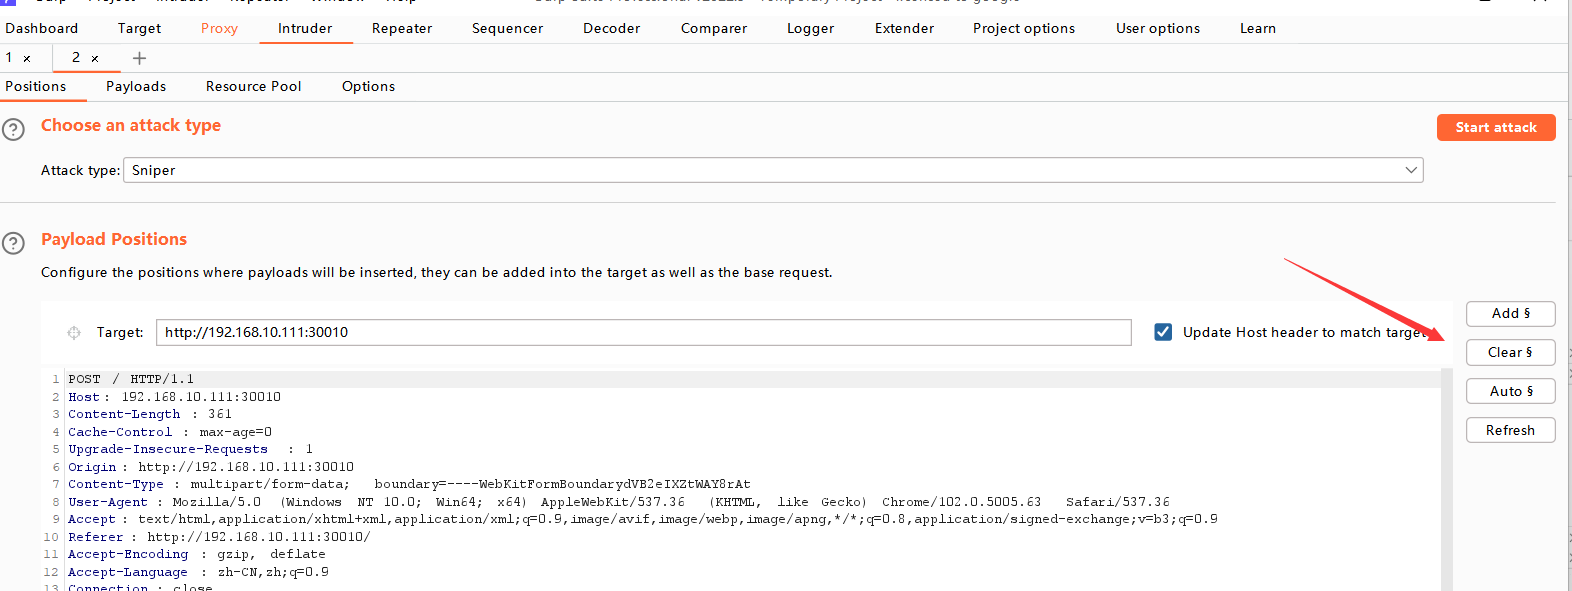 Dashboard Target Proxy Intruder Repeater Sequencer Decoder Comparer Logger Extender Project options User options Learn
1 × 2 × +
Positions Payloads Resource Pool Options
? Choose an attack type Start attack
Attack type: Sniper
? Payload Positions
Configure the positions where payloads will be inserted, they can be added into the target as well as the base request.
Add §
Target: http://192.168.10.111:30010 Update Host header to match target
Clear §
1 POST / HTTP/1.1
Auto §
2 Host: 192.168.10.111:30010
3 Content-Length : 361
Refresh
4 Cache-Control : max-age=0
5 Upgrade-Insecure-Requests : 1
6 Origin: http://192.168.10.111:30010
7 Content-Type : multipart/form-data; boundary=----WebKitFormBoundarydVB2eIXZtWAY8rAt
8 User-Agent : Mozilla/5.0 (Windows NT 10.0; Win64; x64) AppleWebKit/537.36 (KHTML, like Gecko) Chrome/102.0.5005.63 Safari/537.36
9 Accept: text/html,application/xhtml+xml,application/xml;q=0.9,image/avif,image/webp,image/apng,*/*;q=0.8,application/signed-exchange;v=b3;q=0.9
10 Referer: http://192.168.10.111:30010/
11 Accept-Encoding : gzip, deflate
12 Accept-Language : zh-CN,zh;q=0.9
13 Connection : close